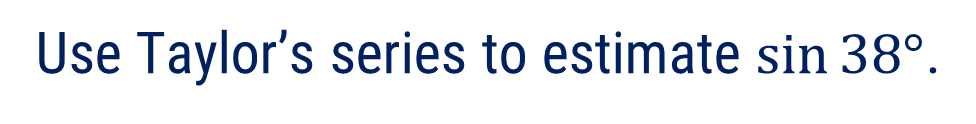 Use Taylor’s series to estimate sin 38°.